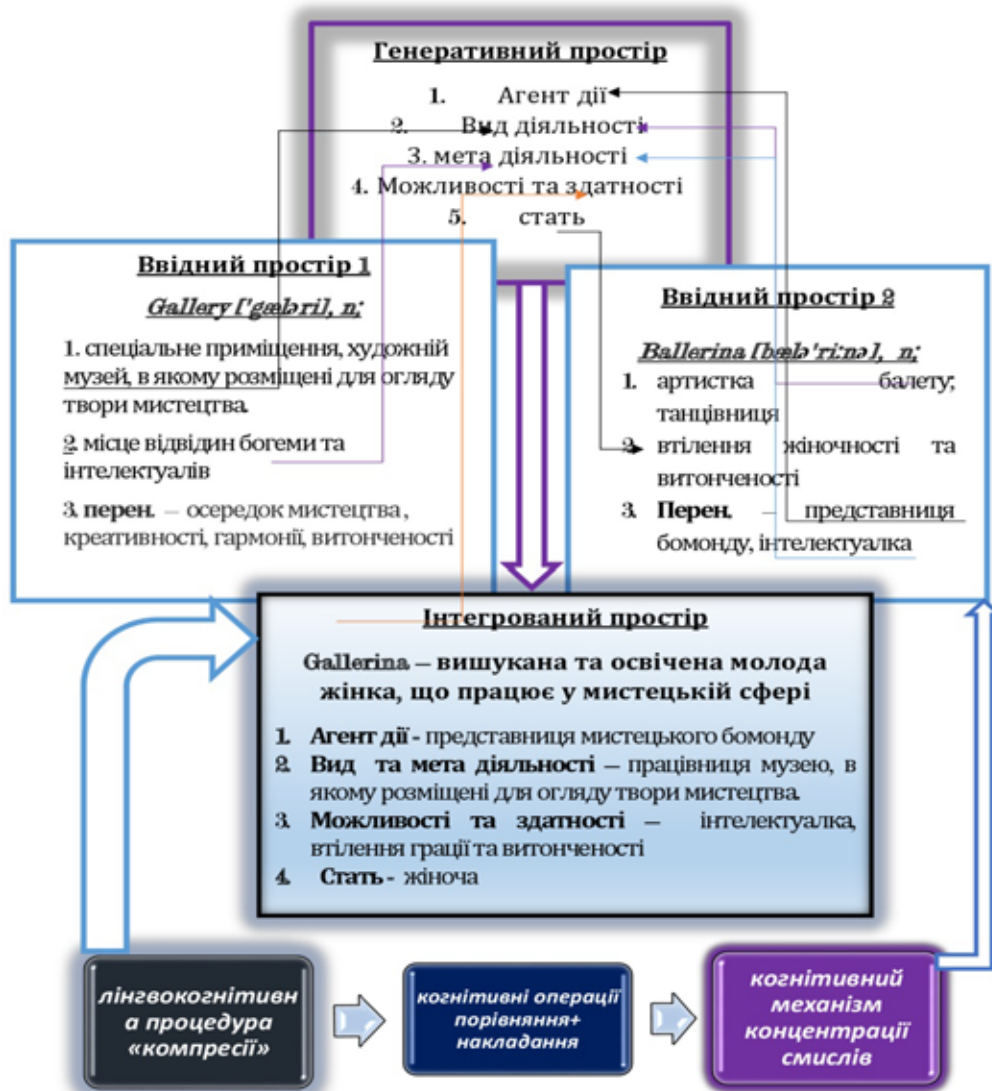 Генеративний простір
1. Агент дії
2. Вид діяльності
3. мета діяльності
4. Можливості та здатності
5. стать
Ввідний простір 1
Gallery ['gæləri], n;
1. спеціальне приміщення, художній
музей, в якому розміщені для огляду
твори мистецтва.
2. місце відвідин богеми та
інтелектуалів
3. перен. – осередок мистецтва,
креативності, гармонії, витонченості
Ввідний простір 2
Ballerina [bælə'ri:nə], n;
1. артистка балету;
танцівниця
2. втілення жіночності та
витонченості
3. Перен. – представниця
бомонду, інтелектуалка
Інтегрований простір
Gallerina – вишукана та освічена молода
жінка, що працює у мистецькій сфері
1. Агент дії - представниця мистецького бомонду
2. Вид та мета діяльності – працівниця музею, в
якому розміщені для огляду твори мистецтва.
3. Можливості та здатності – інтелектуалка,
втілення грації та витонченості
4. Стать - жіноча
лінгвокогнітивн
а процедура
«компресії»
когнітивні операції
порівняння+
накладання
когнітивний
механізм
концентрації
смислів